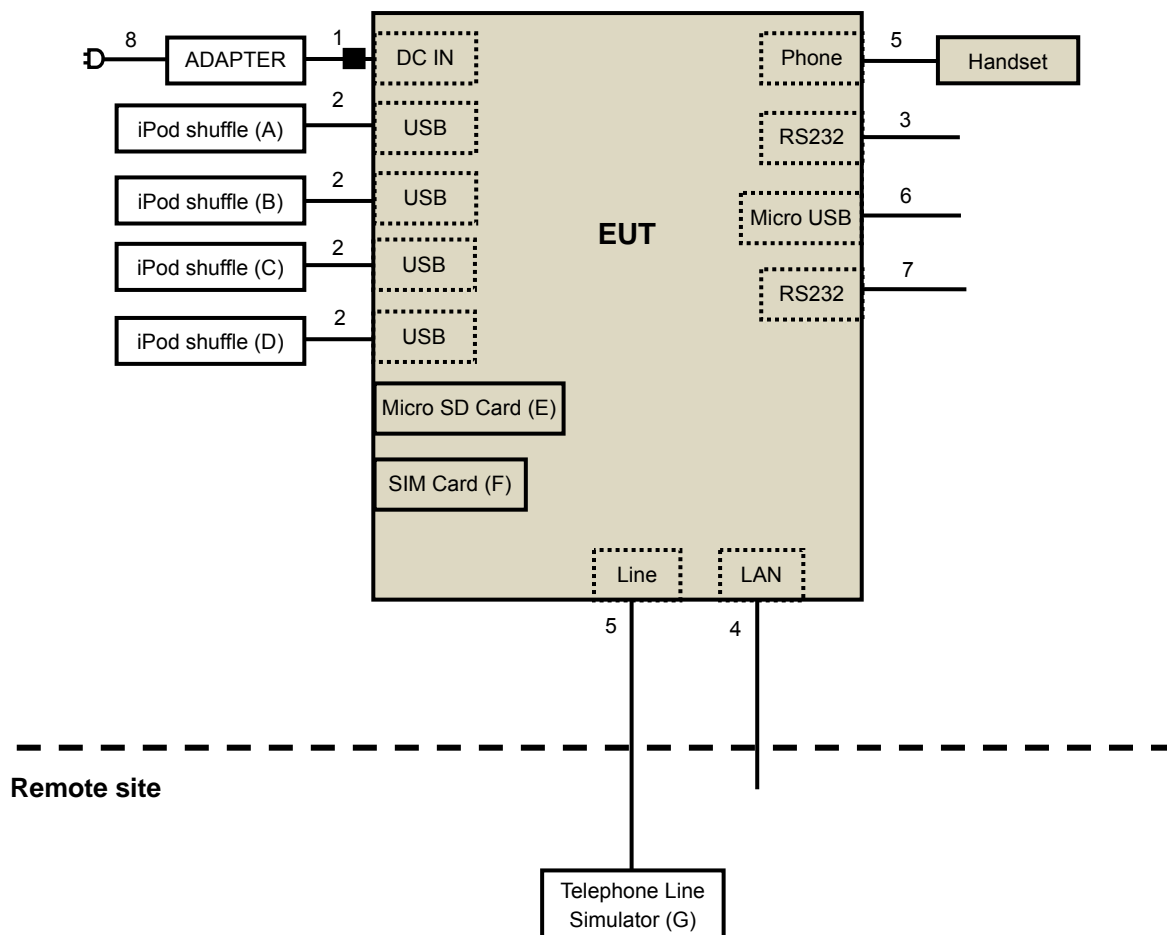 8
ADAPTER
1
DC IN
Phone
5
Handset
iPod shuffle (A)
2
USB
RS232
3
iPod shuffle (B)
2
USB
Micro USB
6
EUT
iPod shuffle (C)
2
USB
RS232
7
iPod shuffle (D)
2
USB
Micro SD Card (E)
SIM Card (F)
Line
LAN
5
4
Remote site
Telephone Line
Simulator (G)